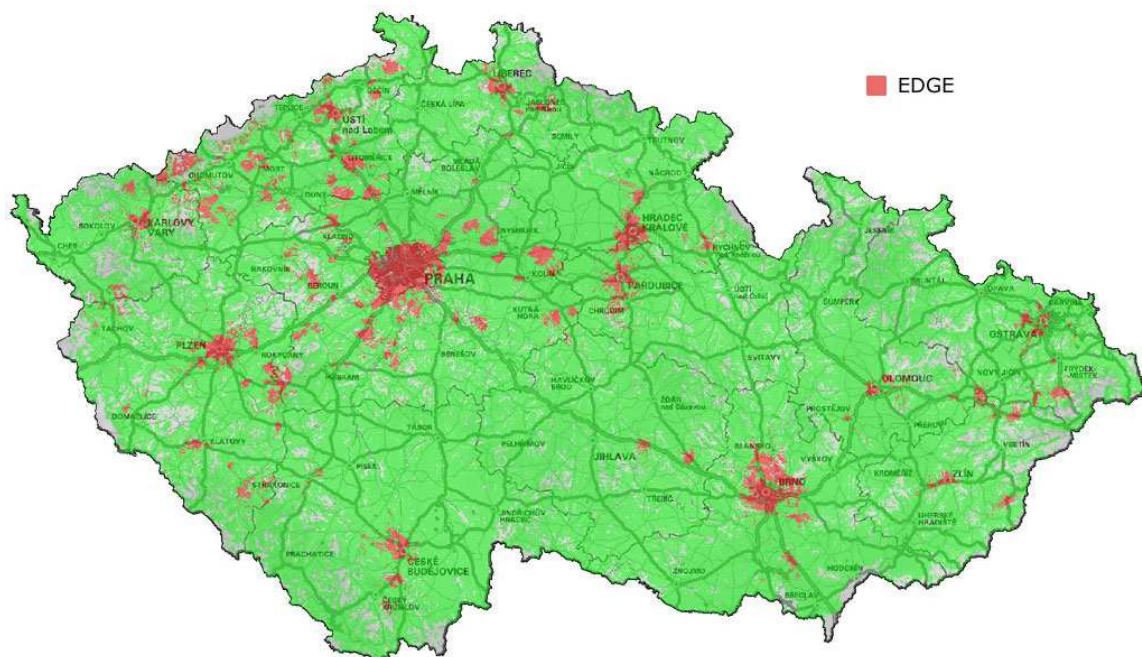 EDGE
LIBEREC
DĚČÍN
JABLONEC
TEPLICE
ČESKÁ LÍPA
ÚSTÍ
nad Labem
SEMILY
TRUTNOV
LITOMĚŘICE
MLADÁ
BOLESLAV
JIČÍN
CHOMUTOV
MOST
NÁCHOD
LOUNY
MĚLNÍK
SOKOLOV
KARLOVY
VARY
HRADEC
KRÁLOVÉ
JESENÍK
CHEB
KLADNO
NYMBURK
RYCHNOV
RAKOVNÍK
PRAHA
KOLÍN
BEROUN
PARDUBICE
ÚSTÍ
nad Orlicí
BRUNTÁL
OPAVA
KARVINÁ
KUTNÁ
HORA
CHRUDIM
ŠUMPERK
TACHOV
OSTRAVA
PLZEŇ
ROKYCANY
BENEŠOV
SVITAVY
PŘÍBRAM
HAVLÍČKŮV
BROD
OLOMOUC
NOVÝ JIČÍN
FRÝDEK-
MÍSTEK
ŽĎÁR
nad Sázavou
DOMAŽLICE
PROSTĚJOV
TÁBOR
PŘEROV
KLATOVY
PELHŘIMOV
BLANSKO
VSETÍN
PÍSEK
JIHLAVA
VYŠKOV
KROMĚŘÍŽ
ZLÍN
STRAKONICE
BRNO
TŘEBÍČ
JINDŘICHŮV
HRADEC
UHERSKÉ
HRADIŠTĚ
PRACHATICE
ČESKÉ
BUDĚJOVICE
ZNOJMO
HODONÍN
ČESKÝ
KRUMLOV
BŘECLAV